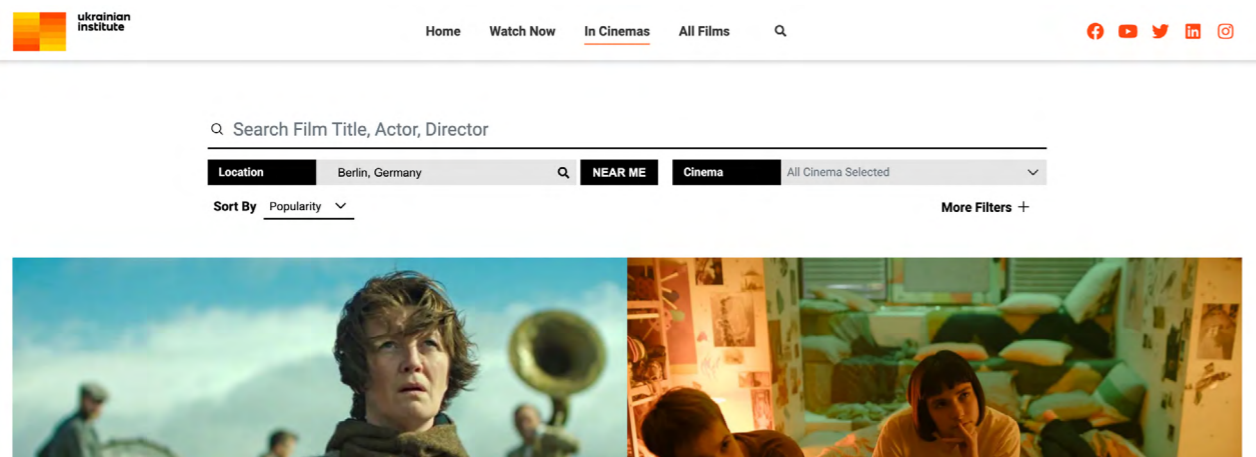 ukrainian
institute
Home Watch Now In Cinemas All Films
Search Film Title, Actor, Director
Location Berlin, Germany NEAR ME Cinema All Cinema Selected
Sort By Popularity More Filters +